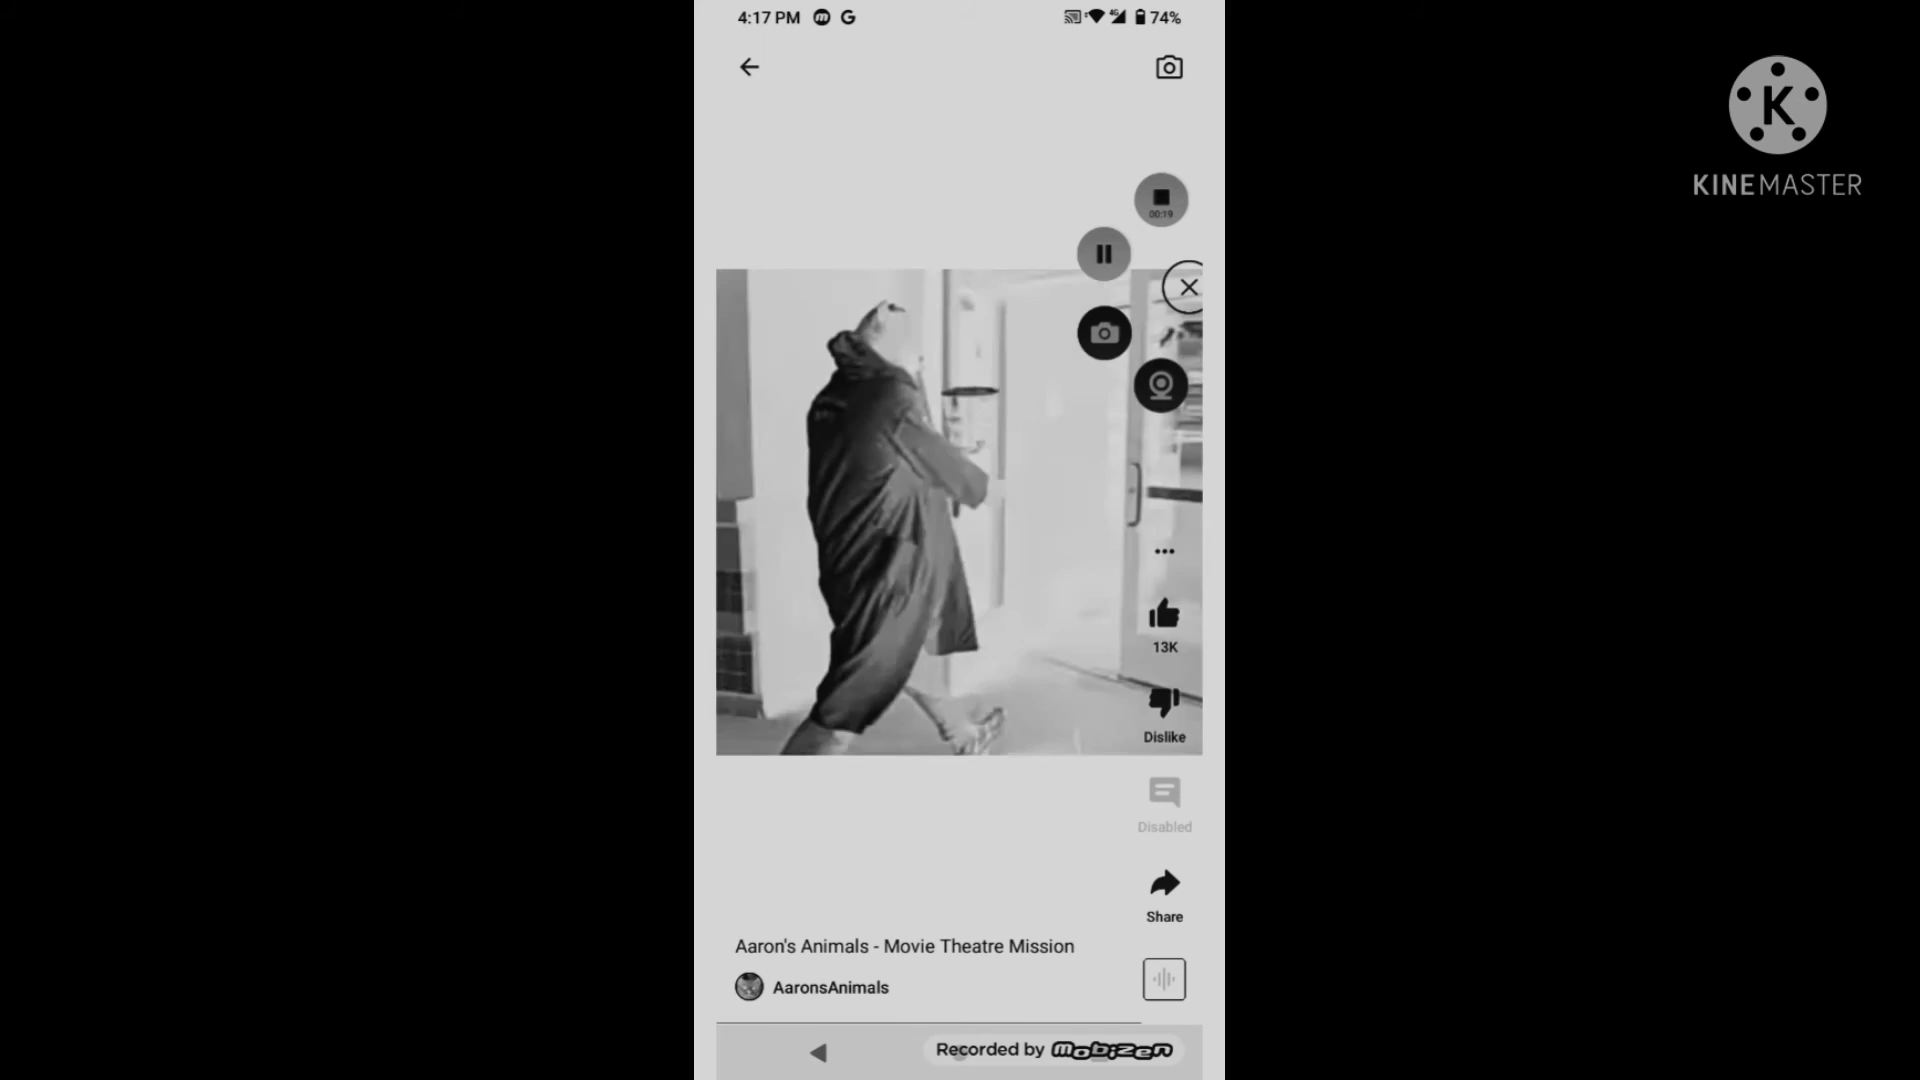 4:17 PM
4G
74%
K
KINEMASTER
00:19
13K
Dislike
Disabled
Share
Aaron's Animals - Movie Theatre Mission
AaronsAnimals
Recorded by mobizen